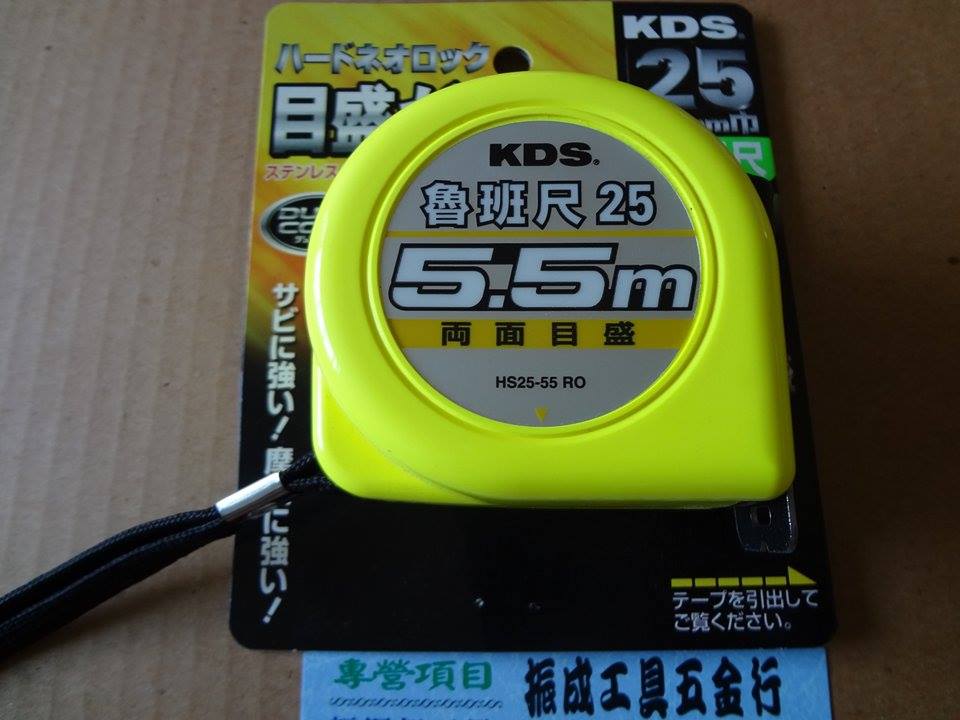 KDS
ハードネオロック
25
目盛
ステンレス
KDS
魯班尺 25
5.5m
両面目盛
HS25-55 RO
サビに強い!
に強い!
テープを引出して
ご覧ください。
専營項目
振成工具五金行